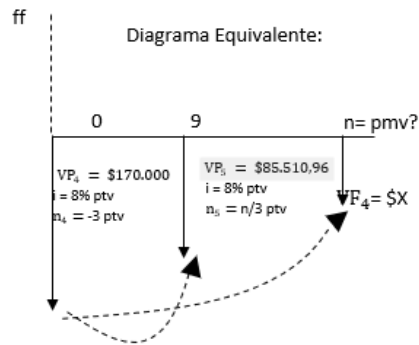 ff
Diagrama Equivalente:
0 9 n= pmv?
VP₄ = $170.000
i = 8% ptv
n₄ = -3 ptv
VP₅ = $85.510,96
i = 8% ptv
n₅ = n/3 ptv
VF₄= $X